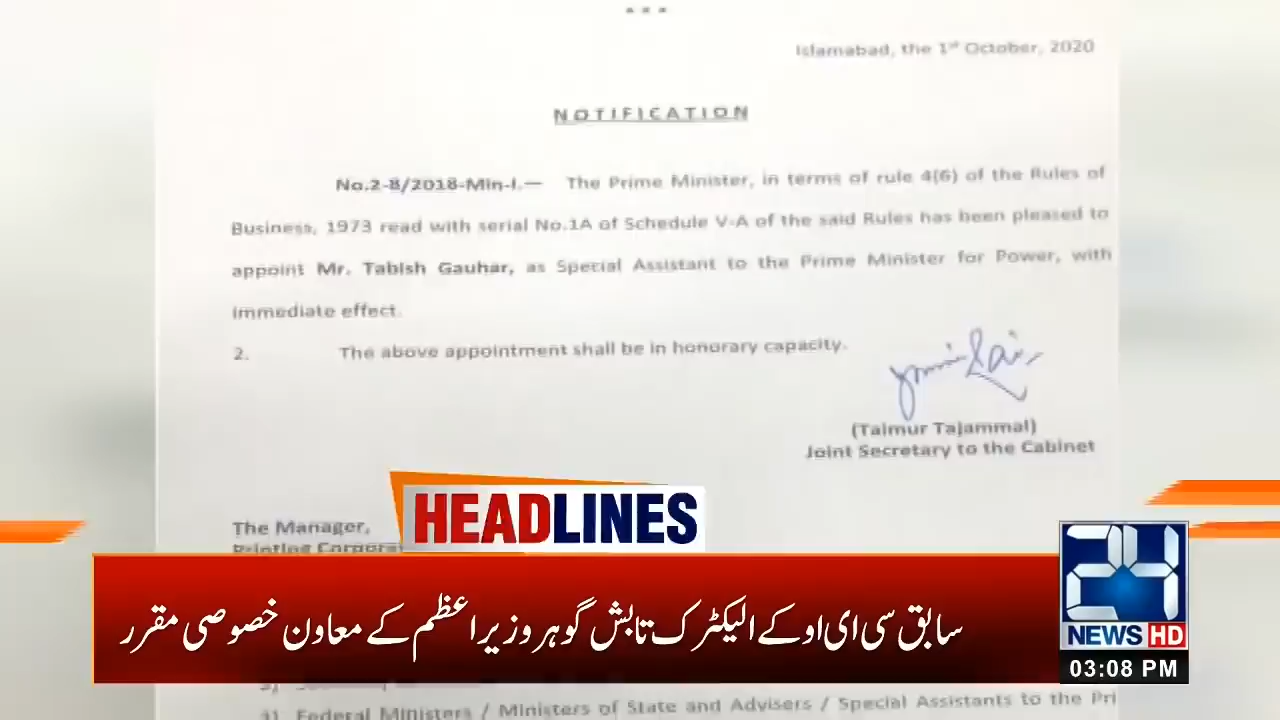 ***
Islamabad, the 1st October, 2020
NOTIFICATION
No.2-8/2018-Min-I.— The Prime Minister, in terms of rule 4(6) of the Rules of
Business, 1973 read with serial No.1A of Schedule V-A of the said Rules has been pleased to
appoint Mr. Tabish Gauhar, as Special Assistant to the Prime Minister for Power, with
immediate effect.
2. The above appointment shall be in honorary capacity.
(Taimur Tajammal)
Joint Secretary to the Cabinet
The Manager,
Printing Corporat
HEADLINES
سابق سی ای او کے الیکٹرک تابش گوہر وزیراعظم کے معاون خصوصی مقرر
24
NEWS HD
03:08 PM
Federal Ministers / Ministers of State and Advisers / Special Assistants to the Pri